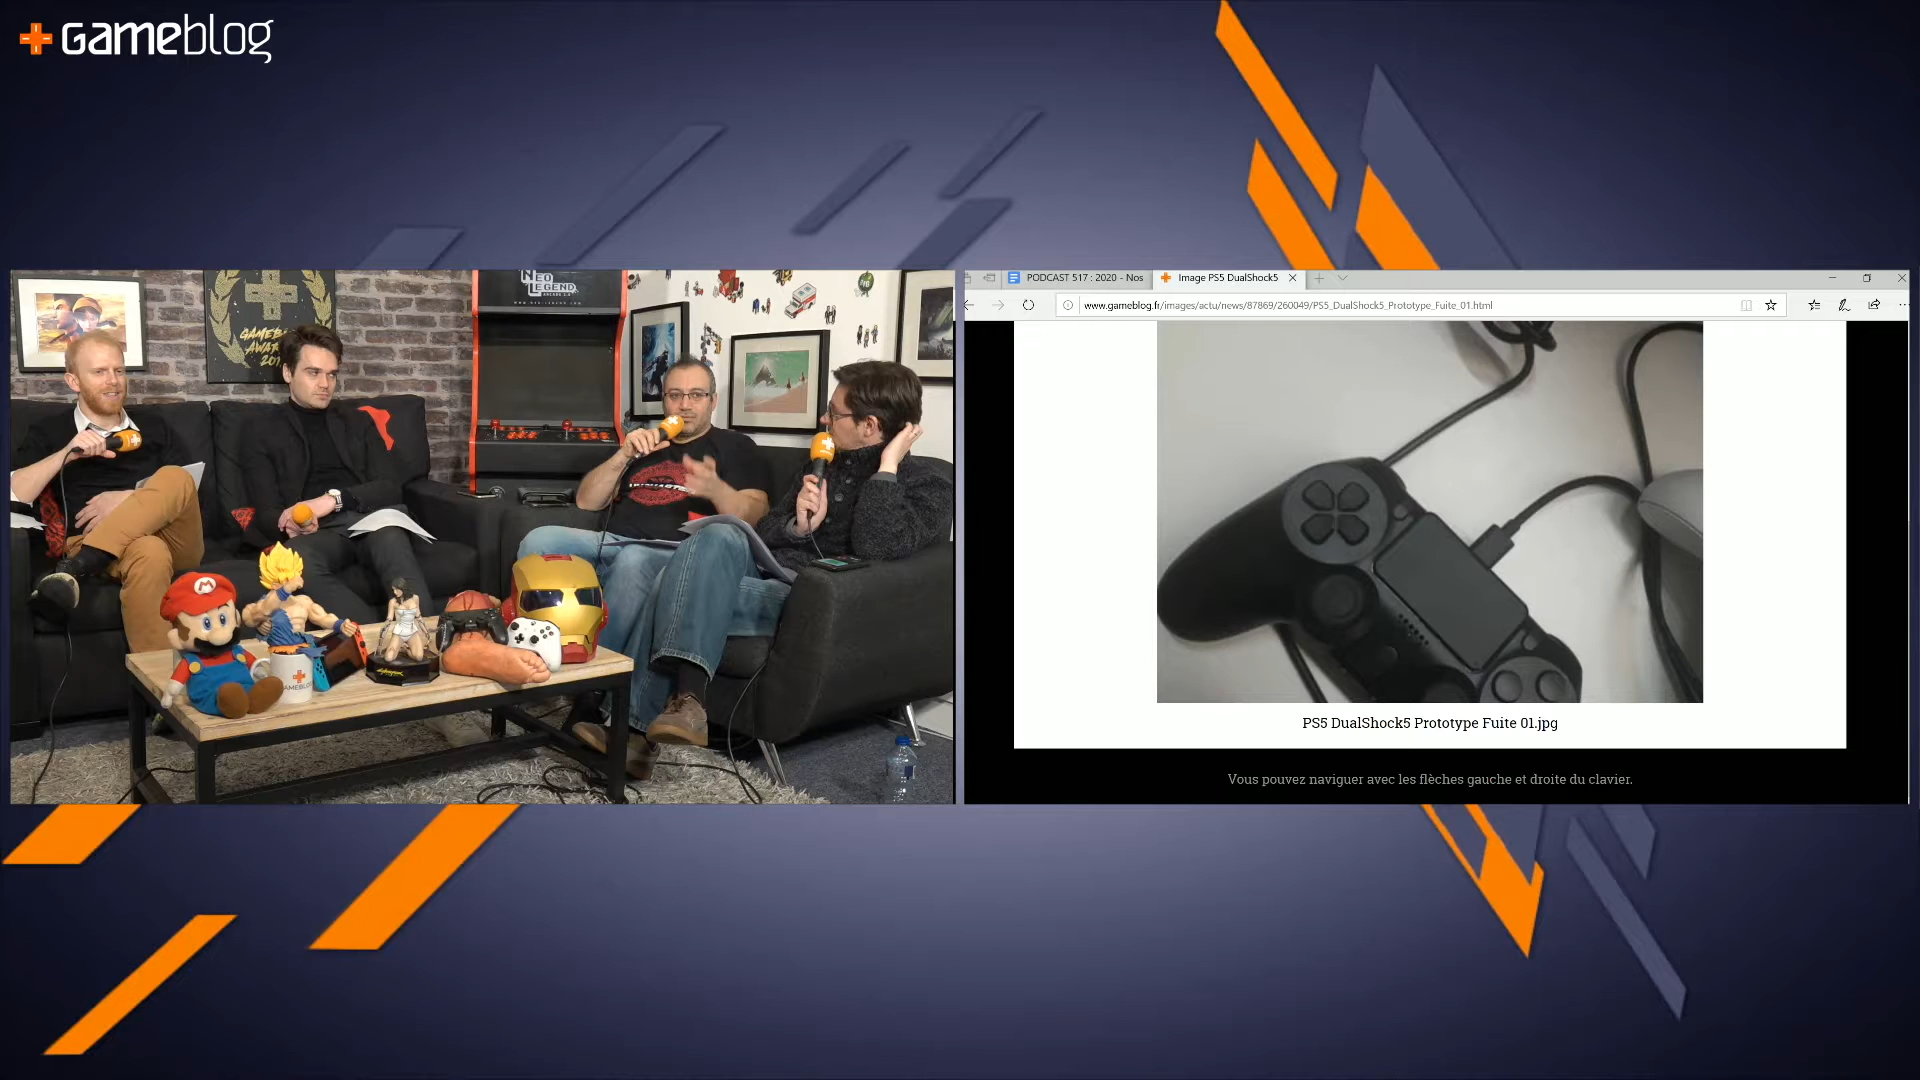 Gameblog
PODCAST 517 : 2020 - Nos
Image PS5 DualShock5
www.gameblog.fr/images/actu/news/87869/260049/PS5_DualShock5_Prototype_Fuite_01.html
NEO
LEGEND
PS5 DualShock5 Prototype Fuite 01.jpg
Vous pouvez naviguer avec les flèches gauche et droite du clavier.